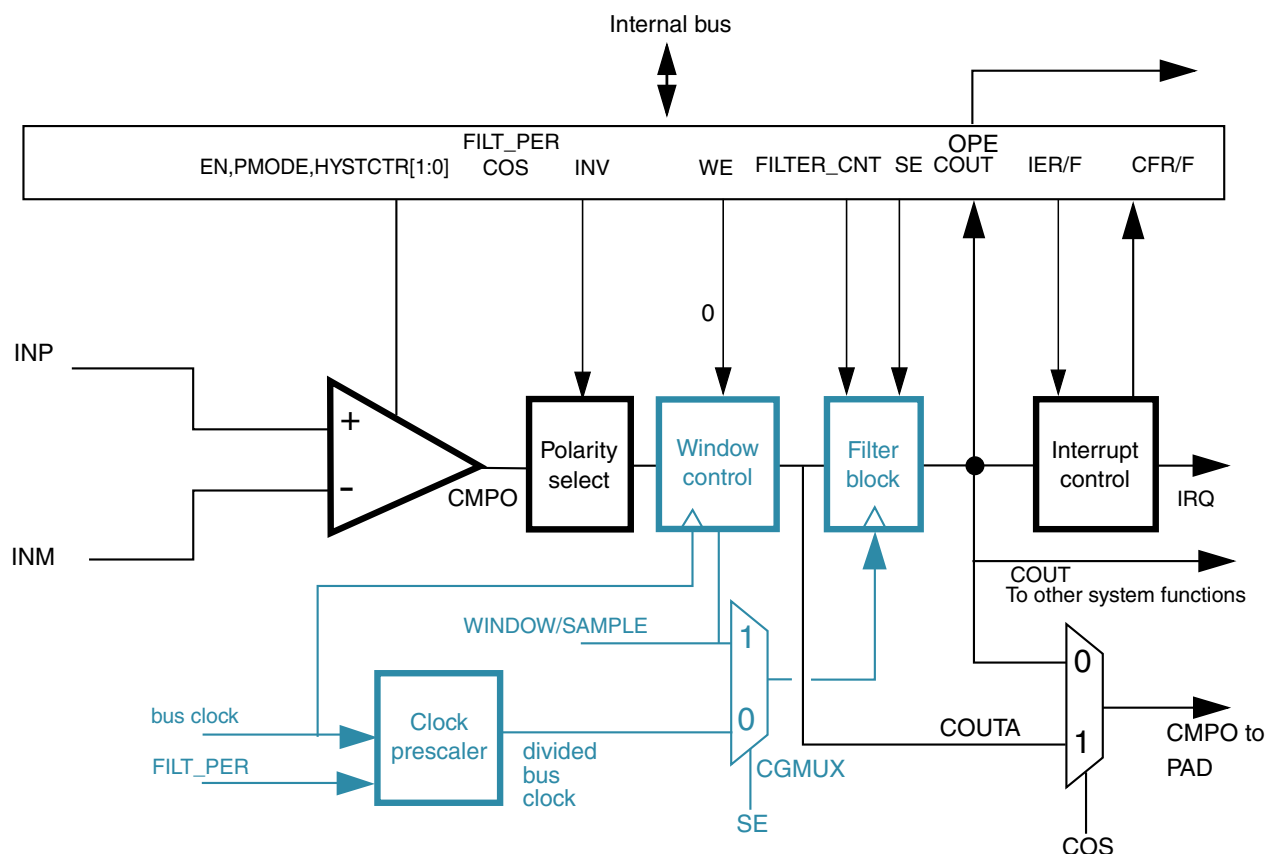 Internal bus
FILT_PER
OPE
EN,PMODE,HYSTCTR[1:0]
COS
INV
WE
FILTER_CNT
SE
COUT
IER/F
CFR/F
0
INP
+
-
CMPO
Polarity
select
Window
control
Filter
block
Interrupt
control
IRQ
INM
COUT
To other system functions
WINDOW/SAMPLE
1
0
0
1
bus clock
FILT_PER
Clock
prescaler
divided
bus
clock
CGMUX
SE
COUTA
CMPO to
PAD
COS